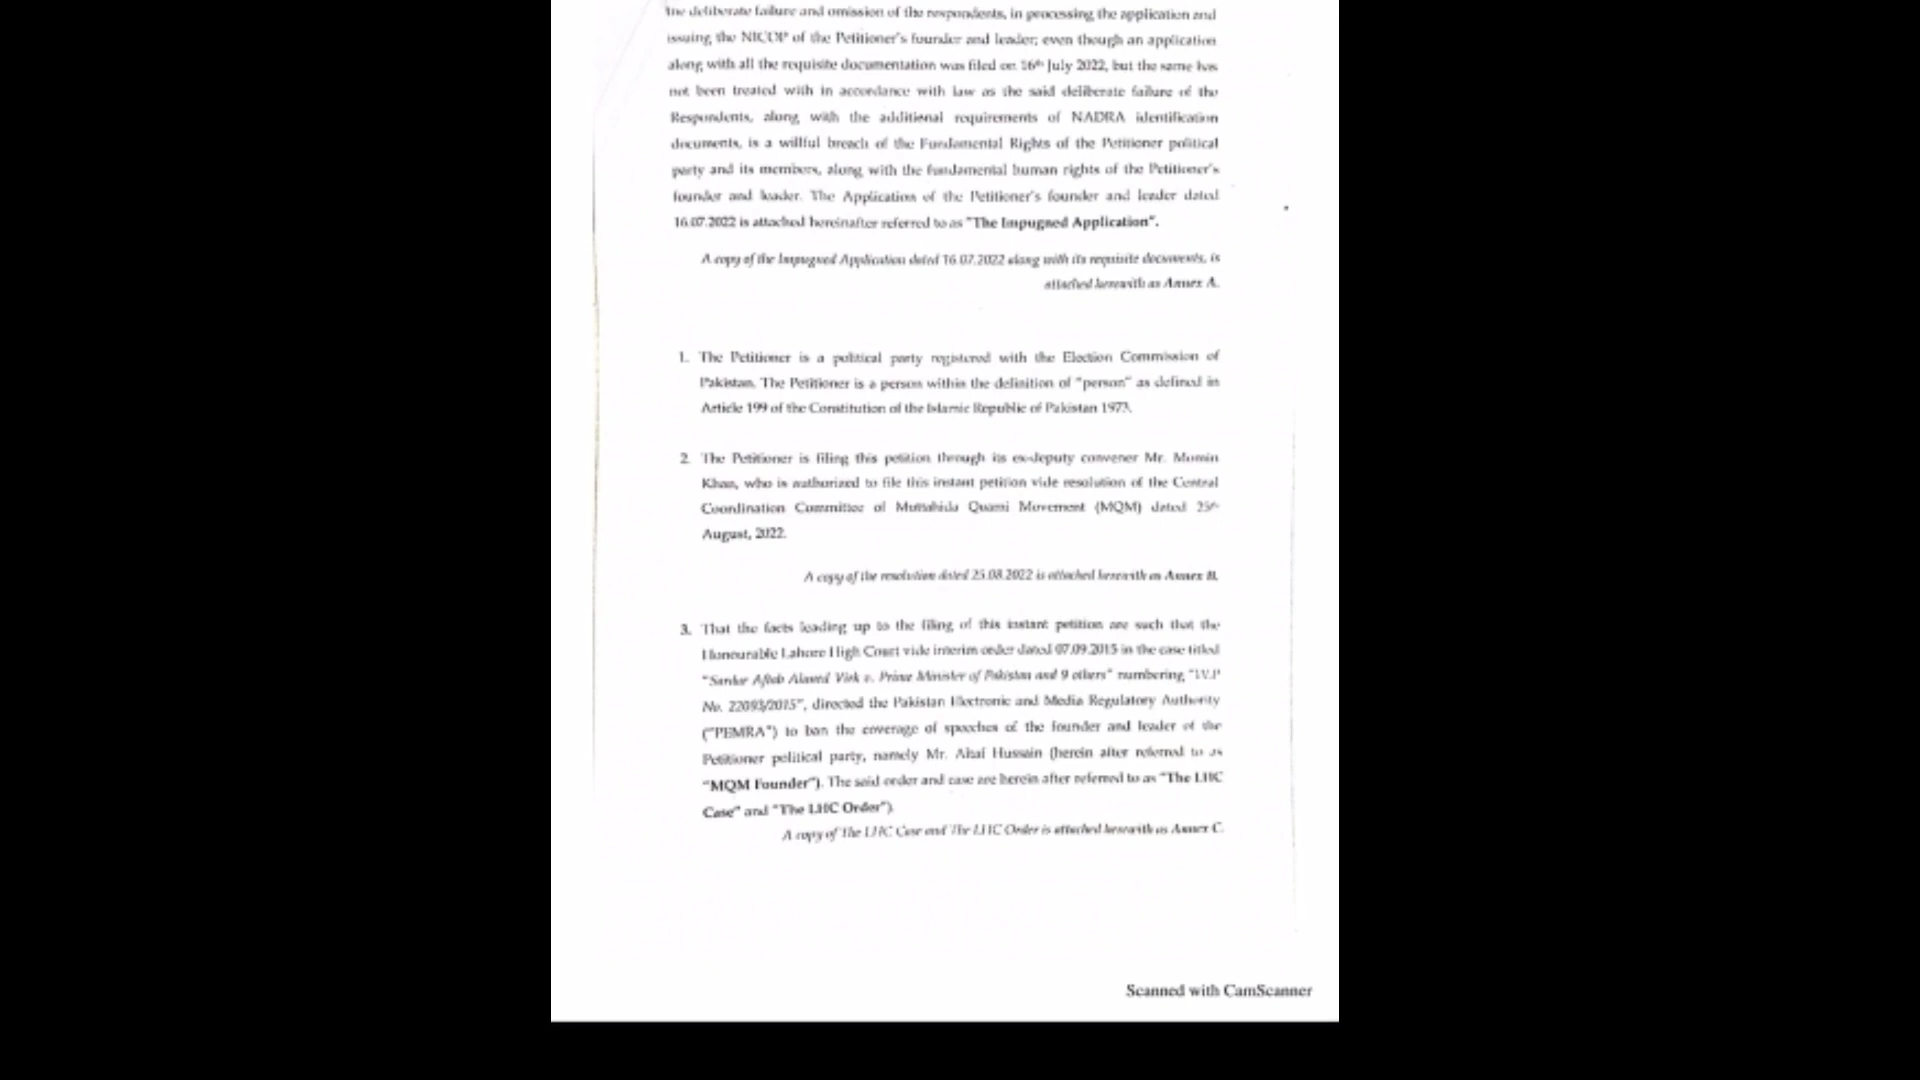 the deliberate failure and omission of the respondents, in processing the application and
issuing the NICOP of the Petitioner's founder and leader; even though an application
along with all the requisite documentation was filed on 16th July 2022, but the same has
not been treated with in accordance with law as the said deliberate failure of the
Respondents, along with the additional requirements of NADRA identification
documents, is a willful breach of the Fundamental Rights of the Petitioner political
party and its members, along with the fundamental human rights of the Petitioner's
founder and leader. The Application of the Petitioner's founder and leader dated
16.07.2022 is attached hereinafter referred to as "The Impugned Application".
A copy of the Impugned Application dated 16.07.2022 along with its requisite documents, is
attached herewith as Annex A.
1. The Petitioner is a political party registered with the Election Commission of
Pakistan. The Petitioner is a person within the definition of "person" as defined in
Article 199 of the Constitution of the Islamic Republic of Pakistan 1973.
2. The Petitioner is filing this petition through its ex-deputy convener Mr. Momin
Khan, who is authorized to file this instant petition vide resolution of the Central
Coordination Committee of Muttahida Quami Movement (MQM) dated 25th
August, 2022.
A copy of the resolution dated 25.08.2022 is attached herewith as Annex B.
3. That the facts leading up to the filing of this instant petition are such that the
Honourable Lahore High Court vide interim order dated 07.09.2015 in the case titled
"Sardar Aftab Ahmed Virk v. Prime Minister of Pakistan and 9 others" numbering "W.P
No. 22093/2015", directed the Pakistan Electronic and Media Regulatory Authority
("PEMRA") to ban the coverage of speeches of the founder and leader of the
Petitioner political party, namely Mr. Altaf Hussain (herein after referred to as
"MQM Founder"). The said order and case are herein after referred to as "The LHC
Case" and "The LHC Order")
A copy of The LHC Case and The LHC Order is attached herewith as Annex C.
Scanned with CamScanner